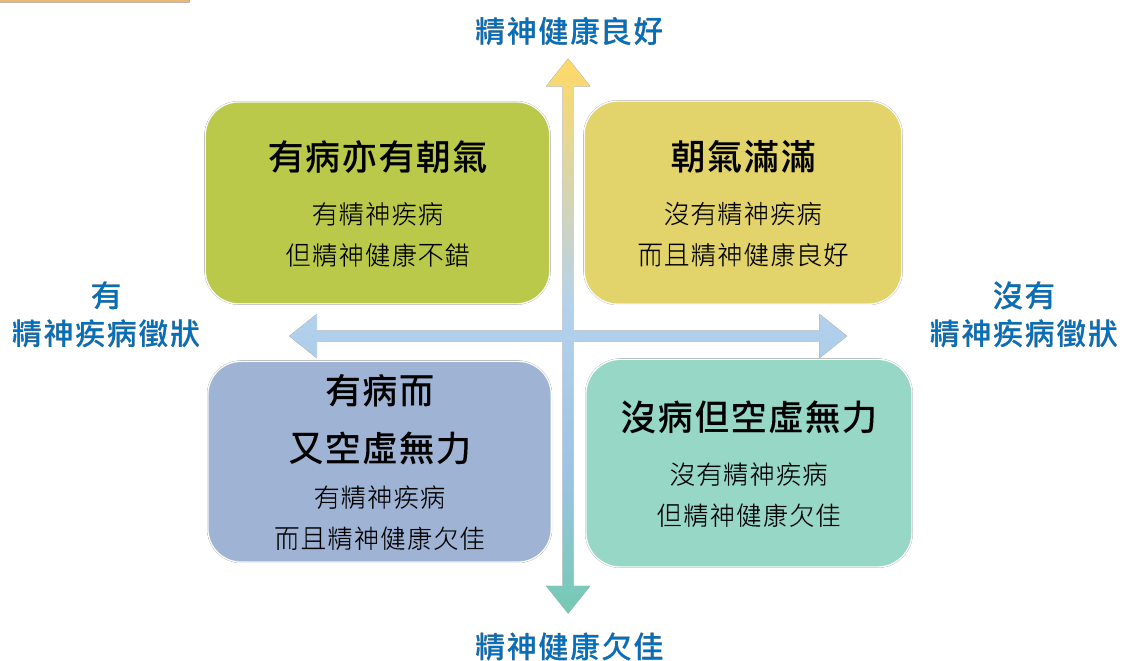 精神健康良好
有病亦有朝氣
有精神疾病
但精神健康不錯
朝氣滿滿
沒有精神疾病
而且精神健康良好
有
精神疾病徵狀
沒有
精神疾病徵狀
有病而
又空虛無力
有精神疾病
而且精神健康欠佳
沒病但空虛無力
沒有精神疾病
但精神健康欠佳
精神健康欠佳